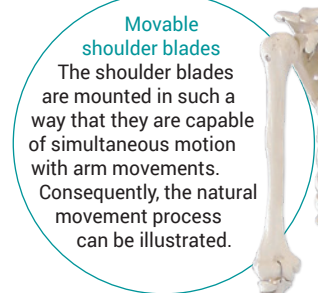 Movable
shoulder blades
The shoulder blades
are mounted in such a
way that they are capable
of simultaneous motion
with arm movements.
Consequently, the natural
movement process
can be illustrated.